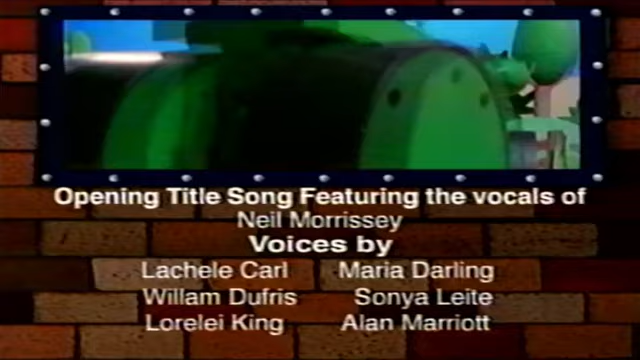 Opening Title Song Featuring the vocals of
Neil Morrissey
Voices by
Lachele Carl Maria Darling
Willam Dufris Sonya Leite
Lorelei King Alan Marriott